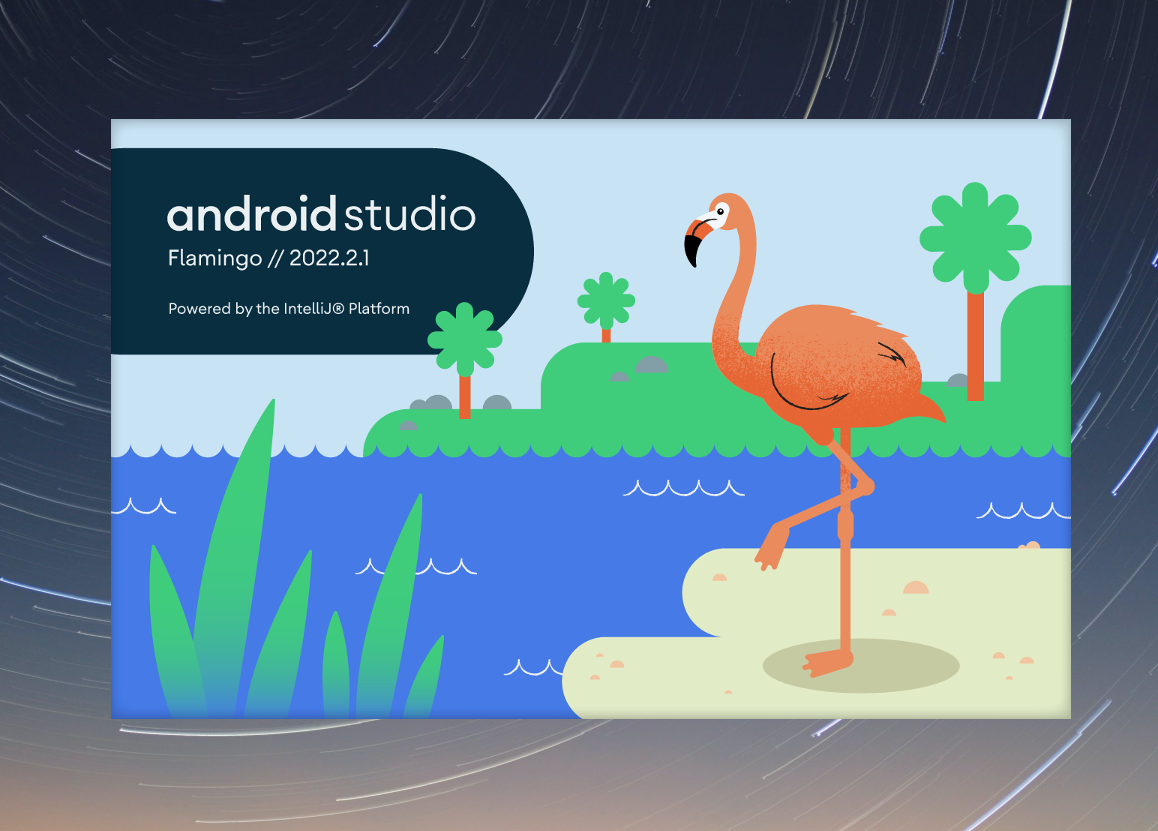 android studio
Flamingo // 2022.2.1
Powered by the IntelliJ® Platform